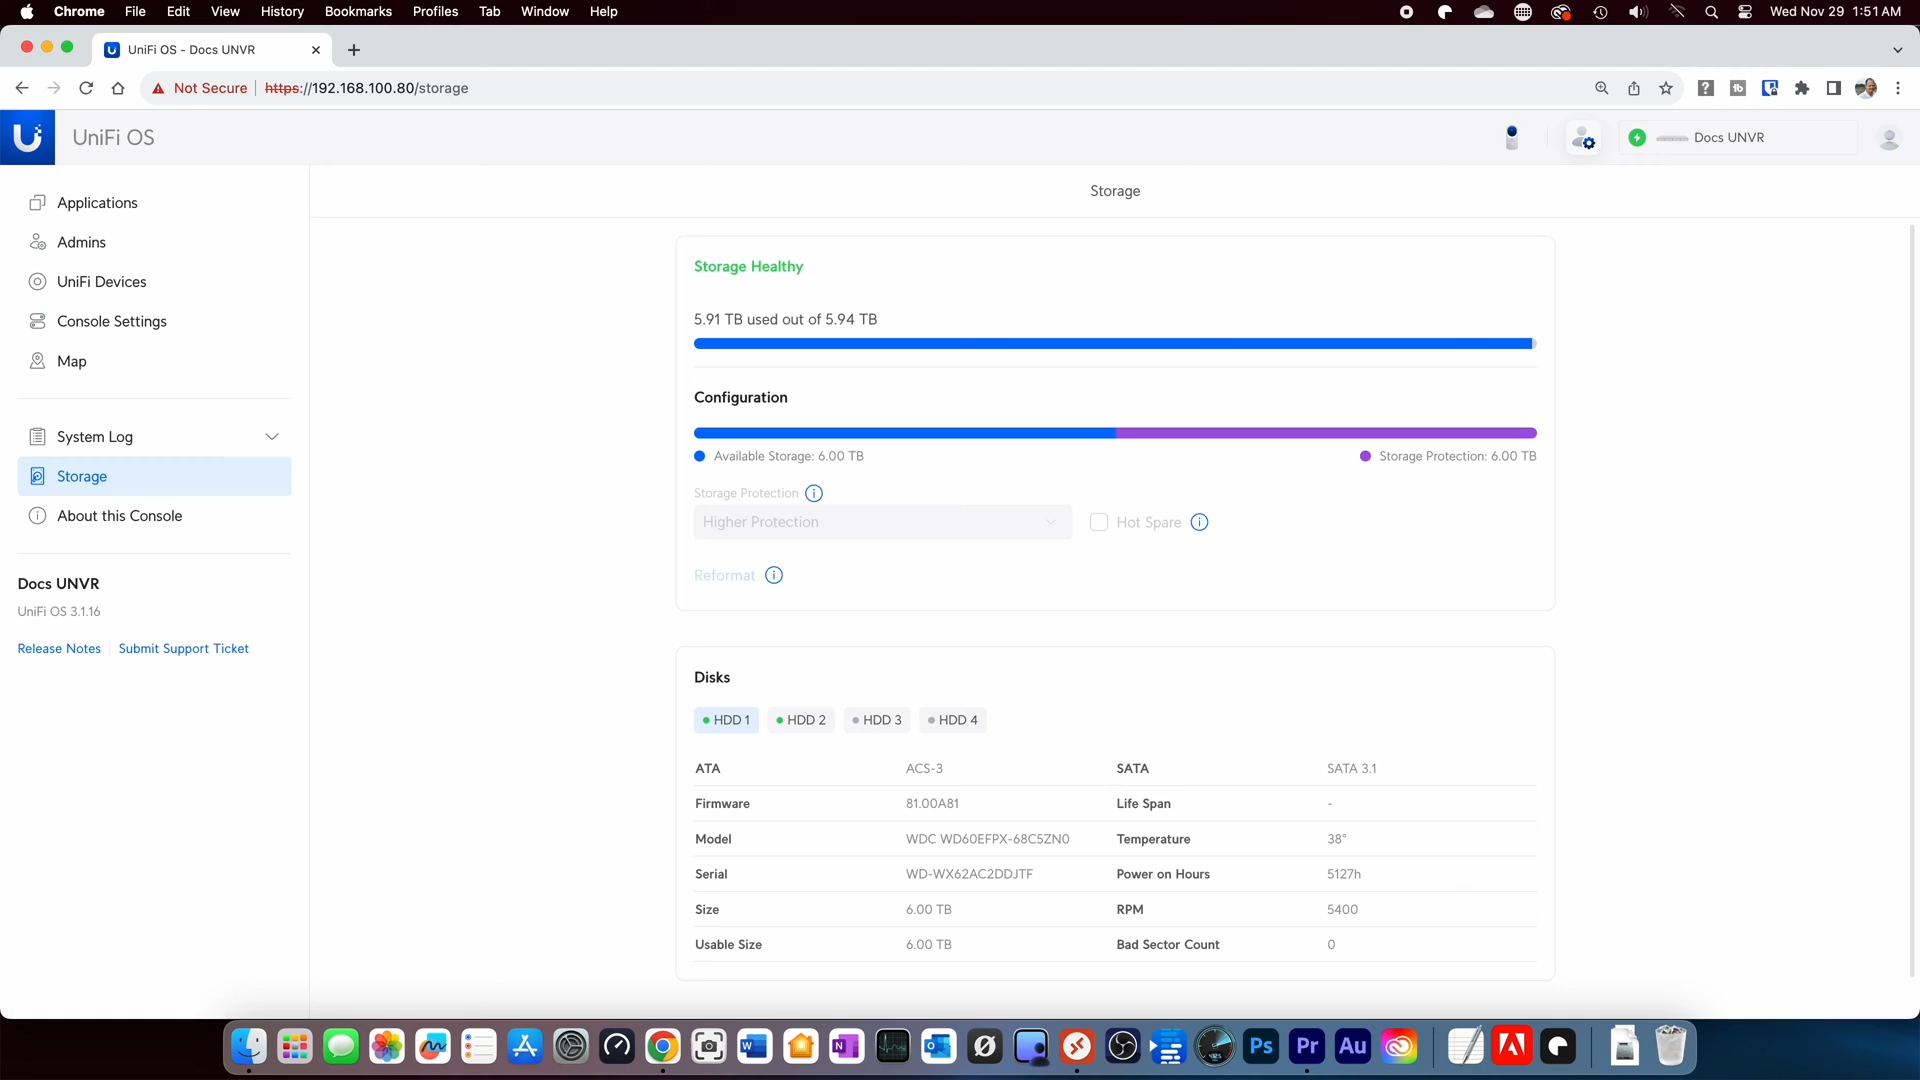 Chrome File Edit View History Bookmarks Profiles Tab Window Help Wed Nov 29 1:51 AM
UniFi OS - Docs UNVR
Not Secure https://192.168.100.80/storage
UniFi OS Docs UNVR
Applications
Admins
UniFi Devices
Console Settings
Map
System Log
Storage
About this Console
Docs UNVR
UniFi OS 3.1.16
Release Notes Submit Support Ticket
Storage
Storage Healthy
5.91 TB used out of 5.94 TB
Configuration
Available Storage: 6.00 TB Storage Protection: 6.00 TB
Storage Protection
Higher Protection Hot Spare
Reformat
Disks
HDD 1 HDD 2 HDD 3 HDD 4
ATA ACS-3 SATA SATA 3.1
Firmware 81.00A81 Life Span -
Model WDC WD60EFPX-68C5ZN0 Temperature 38°
Serial WD-WX62AC2DDJTF Power on Hours 5127h
Size 6.00 TB RPM 5400
Usable Size 6.00 TB Bad Sector Count 0
Ps Pr Au